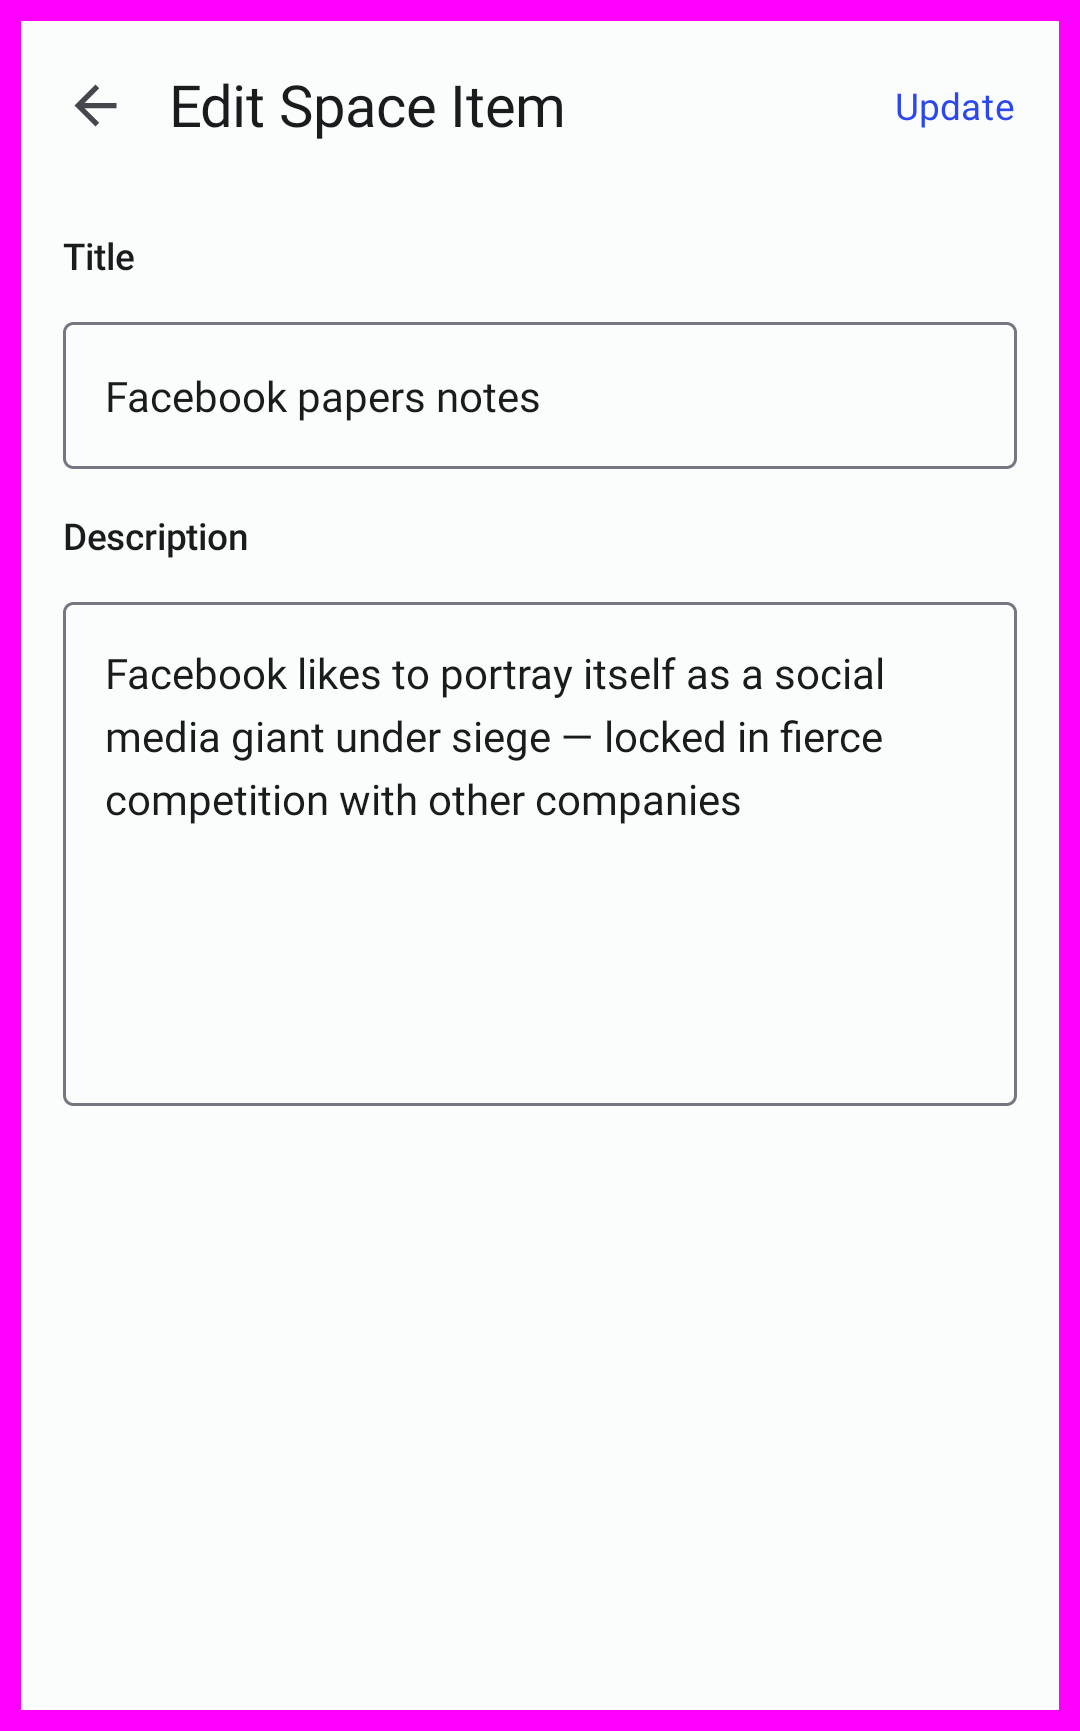 Edit Space Item
Update
Title
Facebook papers notes
Description
Facebook likes to portray itself as a social
media giant under siege — locked in fierce
competition with other companies